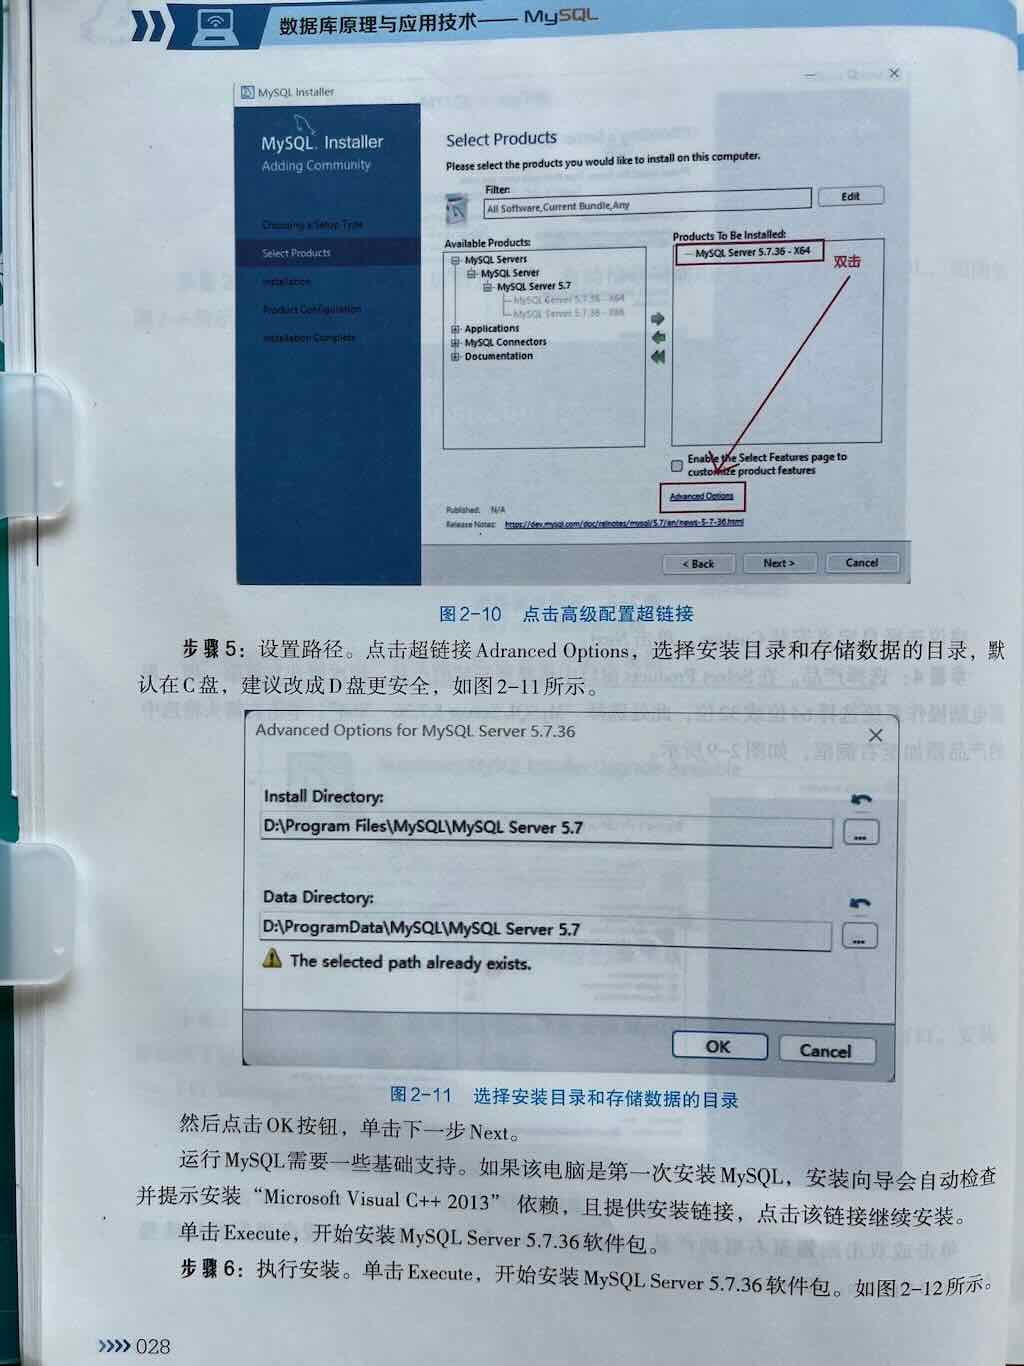 数据库原理与应用技术——MySQL
MySQL Installer
MySQL. Installer
Adding Community
Choosing a Setup Type
Select Products
Installation
Product Configuration
Installation Complete
Select Products
Please select the products you would like to install on this computer.
Filter:
All Software,Current Bundle,Any
Edit
Available Products:
MySQL Servers
MySQL Server
MySQL Server 5.7
MySQL Server 5.7.36 - X64
MySQL Server 5.7.36 - X86
Applications
MySQL Connectors
Documentation
Products To Be Installed:
MySQL Server 5.7.36 - X64
双击
Enable the Select Features page to
customize product features
Advanced Options
Published: N/A
Release Notes: https://dev.mysql.com/doc/relnotes/mysql/5.7/en/news-5-7-36.html
< Back
Next >
Cancel
图2-10 点击高级配置超链接
步骤5：设置路径。点击超链接 Adranced Options，选择安装目录和存储数据的目录，默
认在C盘，建议改成D盘更安全，如图2-11所示。
Advanced Options for MySQL Server 5.7.36
Install Directory:
D:\Program Files\MySQL\MySQL Server 5.7
...
Data Directory:
D:\ProgramData\MySQL\MySQL Server 5.7
...
The selected path already exists.
OK
Cancel
图2-11 选择安装目录和存储数据的目录
然后点击OK按钮，单击下一步Next。
运行MySQL需要一些基础支持。如果该电脑是第一次安装MySQL，安装向导会自动检查
并提示安装“Microsoft Visual C++ 2013”依赖，且提供安装链接，点击该链接继续安装。
单击Execute，开始安装MySQL Server 5.7.36软件包。
步骤6：执行安装。单击Execute，开始安装MySQL Server 5.7.36软件包。如图2-12所示。
028